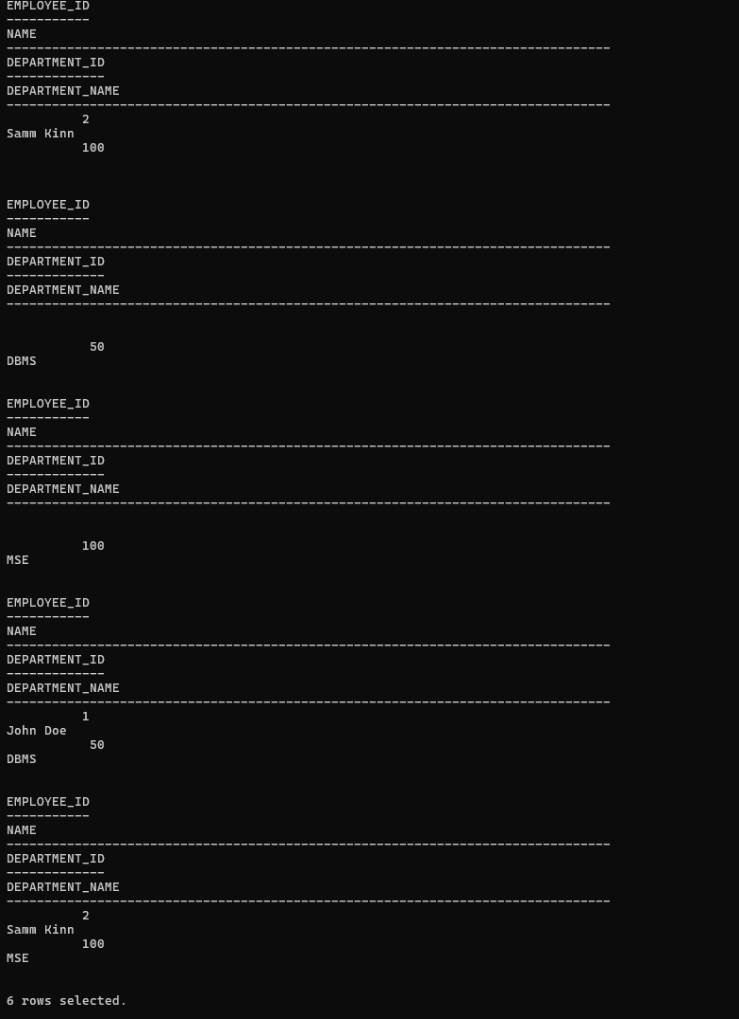 EMPLOYEE_ID
-----------
NAME
--------------------------------------------------------------------------------
DEPARTMENT_ID
-------------
DEPARTMENT_NAME
--------------------------------------------------------------------------------
          2
Samm Kinn
          100


EMPLOYEE_ID
-----------
NAME
--------------------------------------------------------------------------------
DEPARTMENT_ID
-------------
DEPARTMENT_NAME
--------------------------------------------------------------------------------

           50
DBMS

EMPLOYEE_ID
-----------
NAME
--------------------------------------------------------------------------------
DEPARTMENT_ID
-------------
DEPARTMENT_NAME
--------------------------------------------------------------------------------

          100
MSE

EMPLOYEE_ID
-----------
NAME
--------------------------------------------------------------------------------
DEPARTMENT_ID
-------------
DEPARTMENT_NAME
--------------------------------------------------------------------------------
          1
John Doe
           50
DBMS

EMPLOYEE_ID
-----------
NAME
--------------------------------------------------------------------------------
DEPARTMENT_ID
-------------
DEPARTMENT_NAME
--------------------------------------------------------------------------------
          2
Samm Kinn
          100
MSE

6 rows selected.